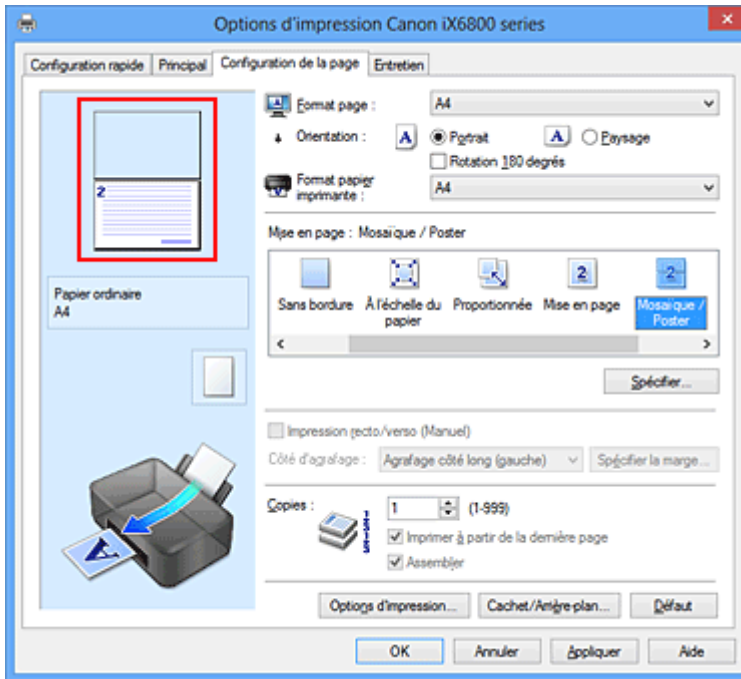 Options d'impression Canon iX6800 series
Configuration rapide
Principal
Configuration de la page
Entretien
2
Papier ordinaire
A4
Format page :
A4
Orientation :
A
Portrait
A
Paysage
Rotation 180 degrés
Format papier
imprimante :
A4
Mise en page : Mosaïque / Poster
Sans bordure
À l'échelle du
papier
Proportionnée
2
Mise en page
2
Mosaïque /
Poster
Spécifier...
Impression recto/verso (Manuel)
Côté d'agrafage :
Agrafage côté long (gauche)
Spécifier la marge...
Copies :
1
(1-999)
Imprimer à partir de la dernière page
Assembler
A
Options d'impression...
Cachet/Arrière-plan...
Défaut
OK
Annuler
Appliquer
Aide